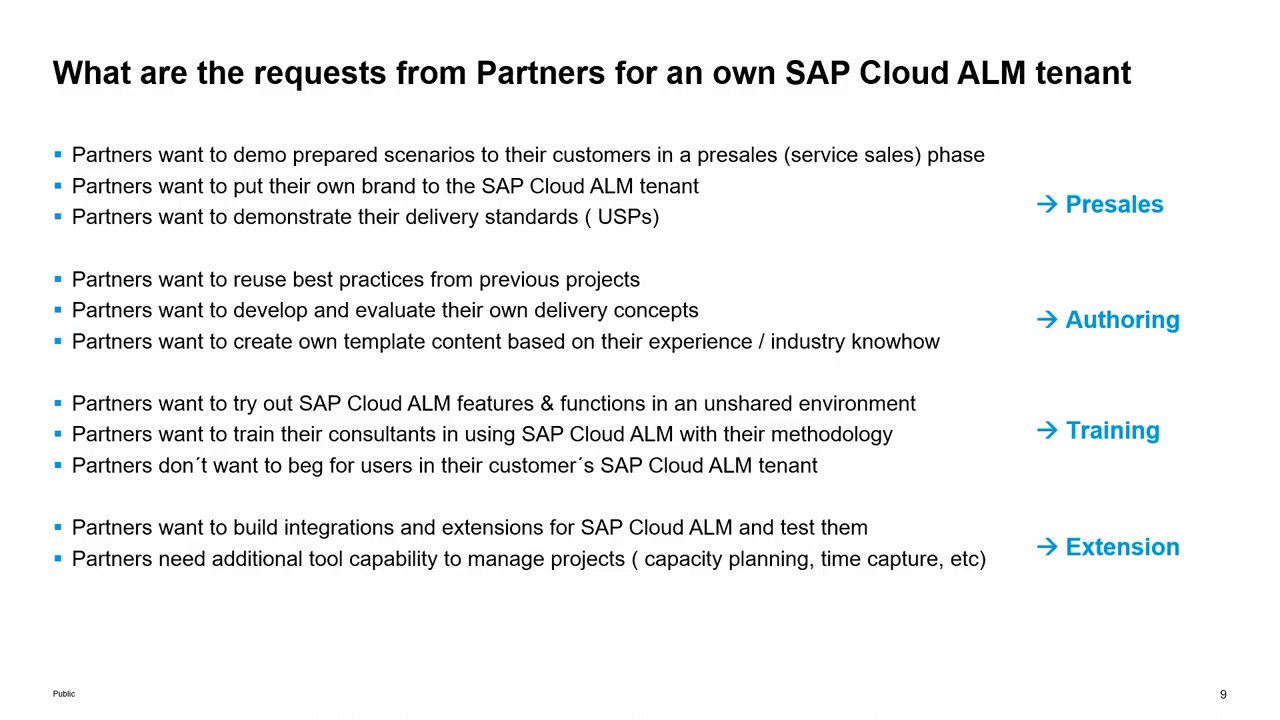 What are the requests from Partners for an own SAP Cloud ALM tenant
▪ Partners want to demo prepared scenarios to their customers in a presales (service sales) phase
▪ Partners want to put their own brand to the SAP Cloud ALM tenant
▪ Partners want to demonstrate their delivery standards ( USPs)
→ Presales
▪ Partners want to reuse best practices from previous projects
▪ Partners want to develop and evaluate their own delivery concepts
▪ Partners want to create own template content based on their experience / industry knowhow
→ Authoring
▪ Partners want to try out SAP Cloud ALM features & functions in an unshared environment
▪ Partners want to train their consultants in using SAP Cloud ALM with their methodology
▪ Partners don´t want to beg for users in their customer´s SAP Cloud ALM tenant
→ Training
▪ Partners want to build integrations and extensions for SAP Cloud ALM and test them
▪ Partners need additional tool capability to manage projects ( capacity planning, time capture, etc)
→ Extension
Public
9